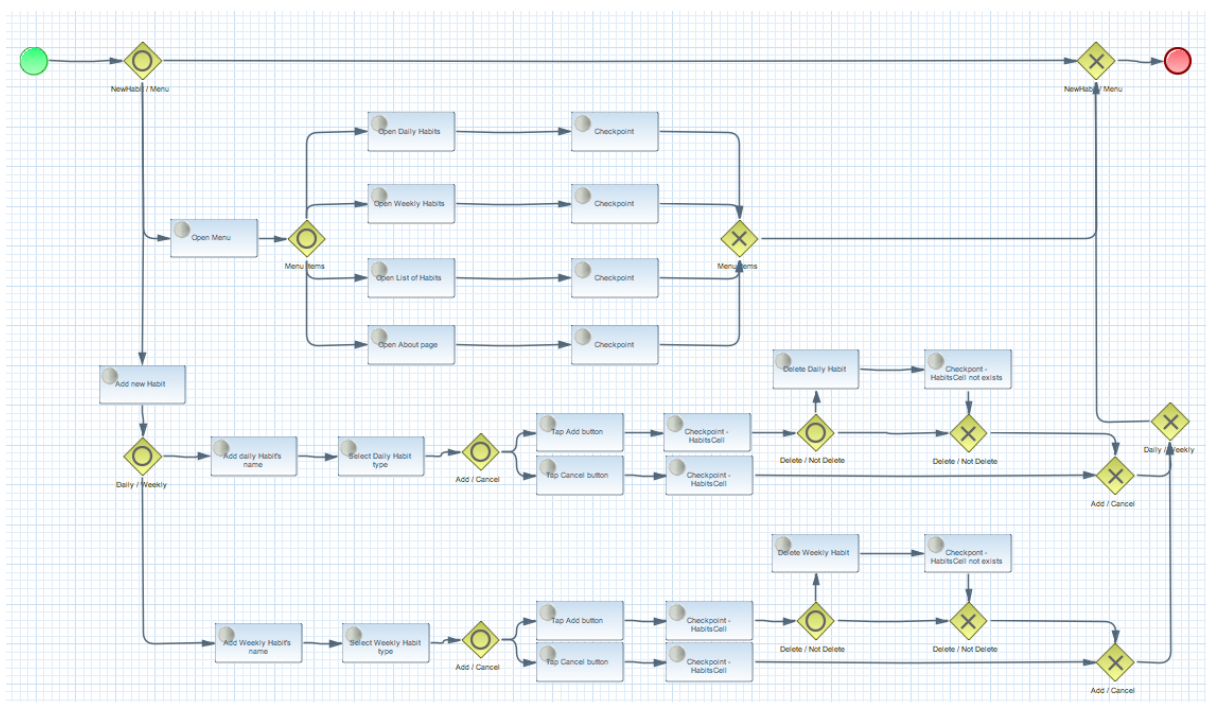 NewHabit / Menu
NewHabit / Menu
Open Daily Habits
Checkpoint
Open Weekly Habits
Checkpoint
Open Menu
Menu Items
Menu Items
Open List of Habits
Checkpoint
Open About page
Checkpoint
Add new Habit
Delete Daily Habit
Checkpont -
HabitsCell not exists
Daily / Weekly
Add daily Habit's
name
Select Daily Habit
type
Add / Cancel
Tap Add button
Checkpoint -
HabitsCell
Delete / Not Delete
Delete / Not Delete
Daily / Weekly
Tap Cancel button
Checkpoint -
HabitsCell
Add / Cancel
Delete Weekly Habit
Checkpont -
HabitsCell not exists
Add Weekly Habit's
name
Select Weekly Habit
type
Add / Cancel
Tap Add button
Checkpoint -
HabitsCell
Delete / Not Delete
Delete / Not Delete
Tap Cancel button
Checkpoint -
HabitsCell
Add / Cancel